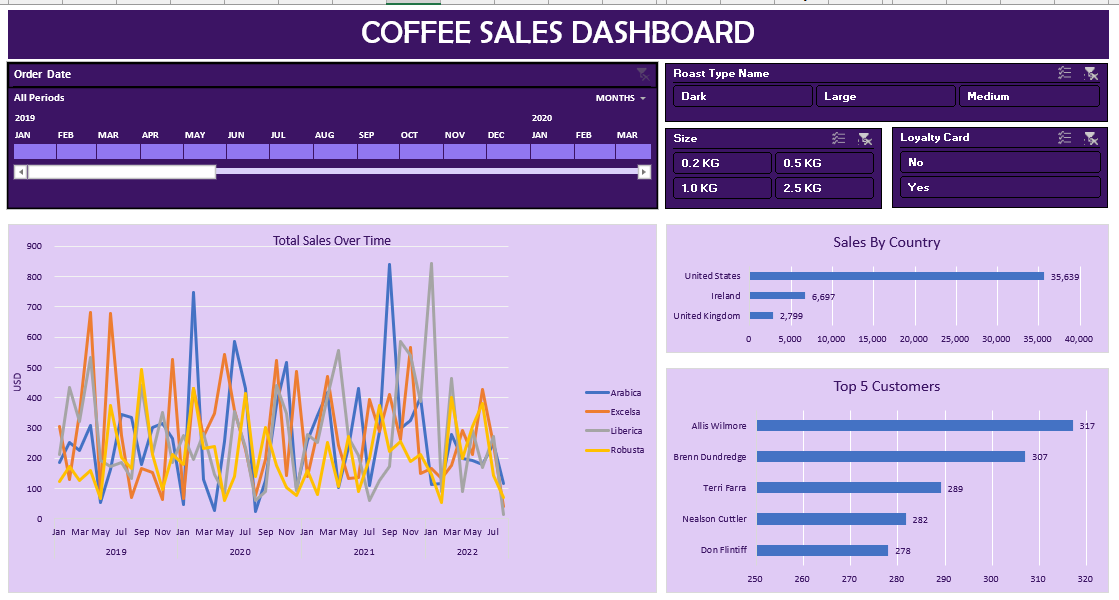 COFFEE SALES DASHBOARD
Order Date
All Periods
MONTHS
2019 2020
JAN FEB MAR APR MAY JUN JUL AUG SEP OCT NOV DEC JAN FEB MAR
Roast Type Name
Dark Large Medium
Size
0.2 KG 0.5 KG
1.0 KG 2.5 KG
Loyalty Card
No
Yes
Total Sales Over Time
900
800
700
600
500
400
300
200
100
0
USD
Jan Mar May Jul Sep Nov Jan Mar May Jul Sep Nov Jan Mar May Jul Sep Nov Jan Mar May Jul
2019 2020 2021 2022
Arabica
Excelsa
Liberica
Robusta
Sales By Country
United States 35,639
Ireland 6,697
United Kingdom 2,799
0 5,000 10,000 15,000 20,000 25,000 30,000 35,000 40,000
Top 5 Customers
Allis Wilmore 317
Brenn Dundredge 307
Terri Farra 289
Nealson Cuttler 282
Don Flintiff 278
250 260 270 280 290 300 310 320